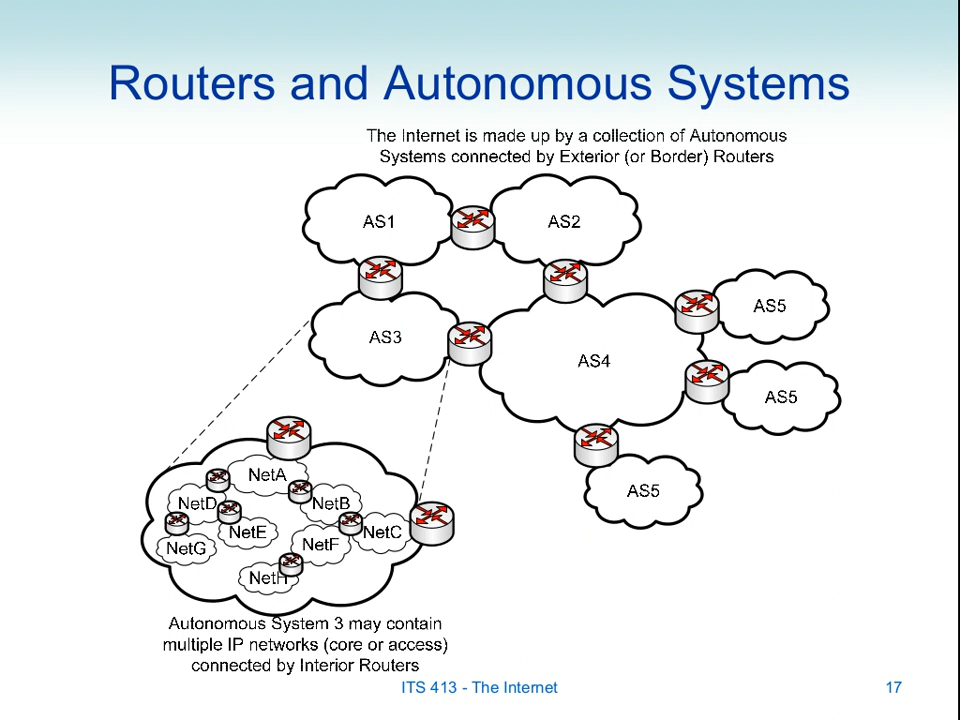 Routers and Autonomous Systems
The Internet is made up by a collection of Autonomous
Systems connected by Exterior (or Border) Routers
AS1
AS2
AS5
AS3
AS4
AS5
AS5
NetA
NetD
NetB
NetE
NetC
NetG
NetF
NetH
Autonomous System 3 may contain
multiple IP networks (core or access)
connected by Interior Routers
ITS 413 - The Internet
17